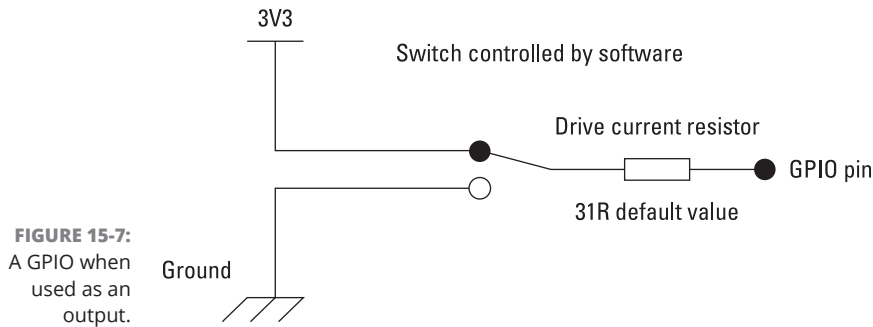 3V3
Switch controlled by software
Drive current resistor
GPIO pin
31R default value
FIGURE 15-7:
A GPIO when
used as an
output.
Ground